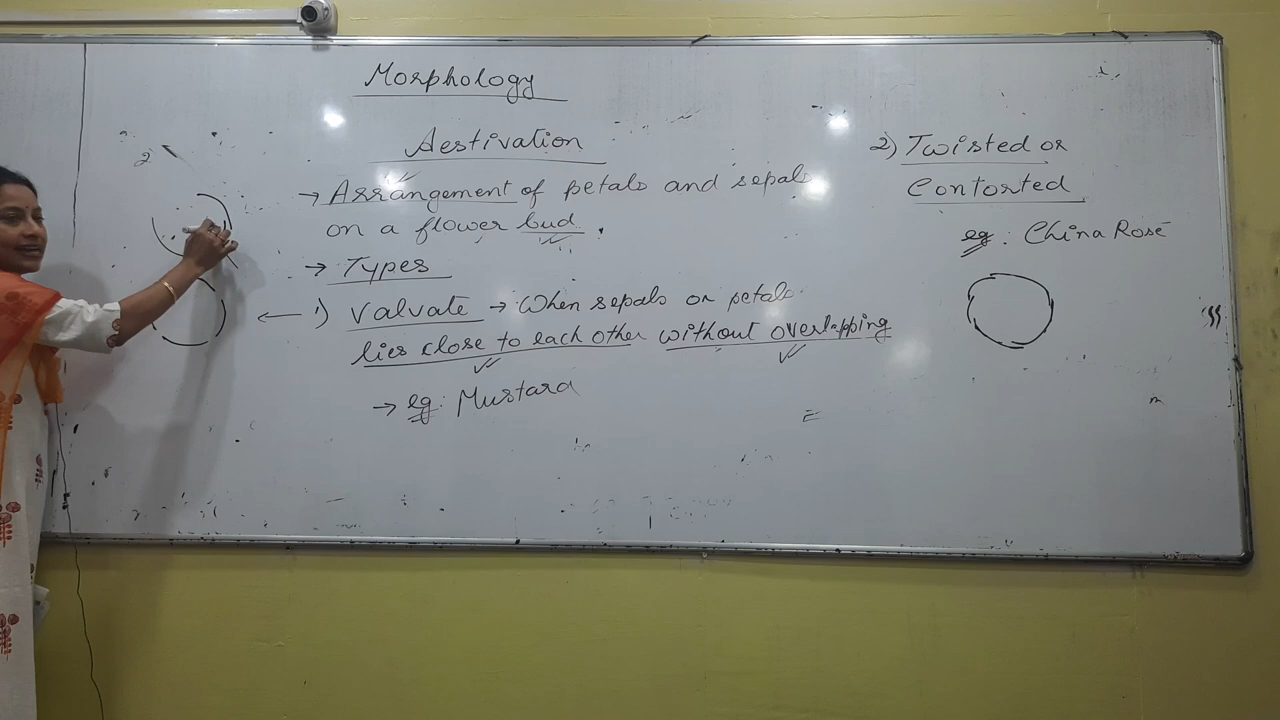 Morphology
Aestivation
→ Arrangement of petals and sepals
on a flower bud.
→ Types
1) Valvate → When sepals or petals
lies close to each other without overlapping
→ eg: Mustard
2) Twisted or
Contorted
eg: China Rose
2